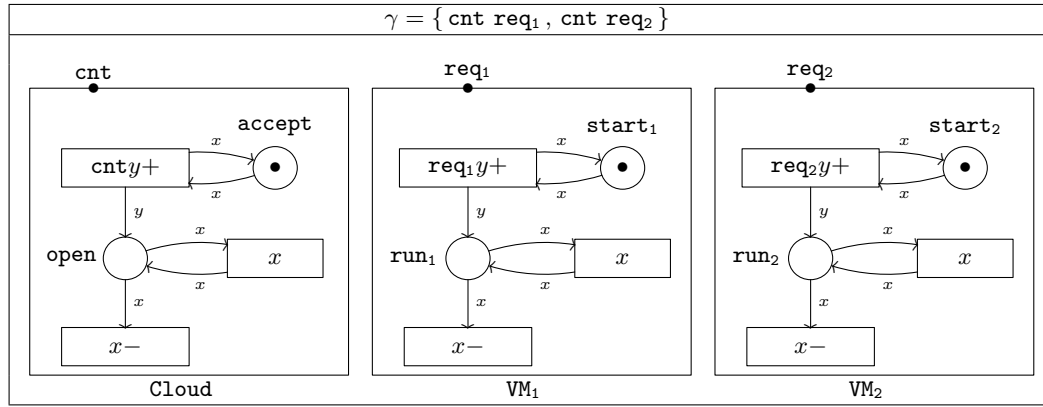 γ = { cnt req₁ , cnt req₂ }
cnt req₁ req₂
accept start₁ start₂
x x x
cnty+ req₁y+ req₂y+
x x x
y y y
x x x
open x run₁ x run₂ x
x x x
x x x
x− x− x−
Cloud VM₁ VM₂